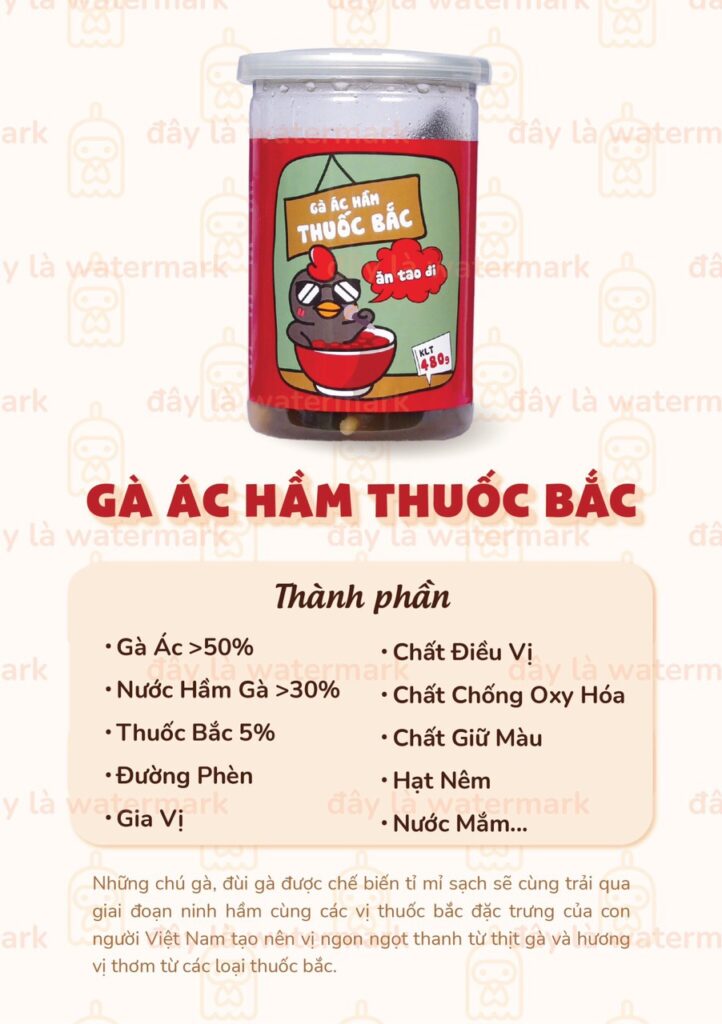 đây là watermark
GÀ ÁC HẦM
THUỐC BẮC
ăn tao đi
KLT
480g
GÀ ÁC HẦM THUỐC BẮC
Thành phần
• Gà Ác >50%
• Nước Hầm Gà >30%
• Thuốc Bắc 5%
• Đường Phèn
• Gia Vị
• Chất Điều Vị
• Chất Chống Oxy Hóa
• Chất Giữ Màu
• Hạt Nêm
• Nước Mắm...
Những chú gà, đùi gà được chế biến tỉ mỉ sạch sẽ cùng trải qua
giai đoạn ninh hầm cùng các vị thuốc bắc đặc trưng của con
người Việt Nam tạo nên vị ngon ngọt thanh từ thịt gà và hương
vị thơm từ các loại thuốc bắc.